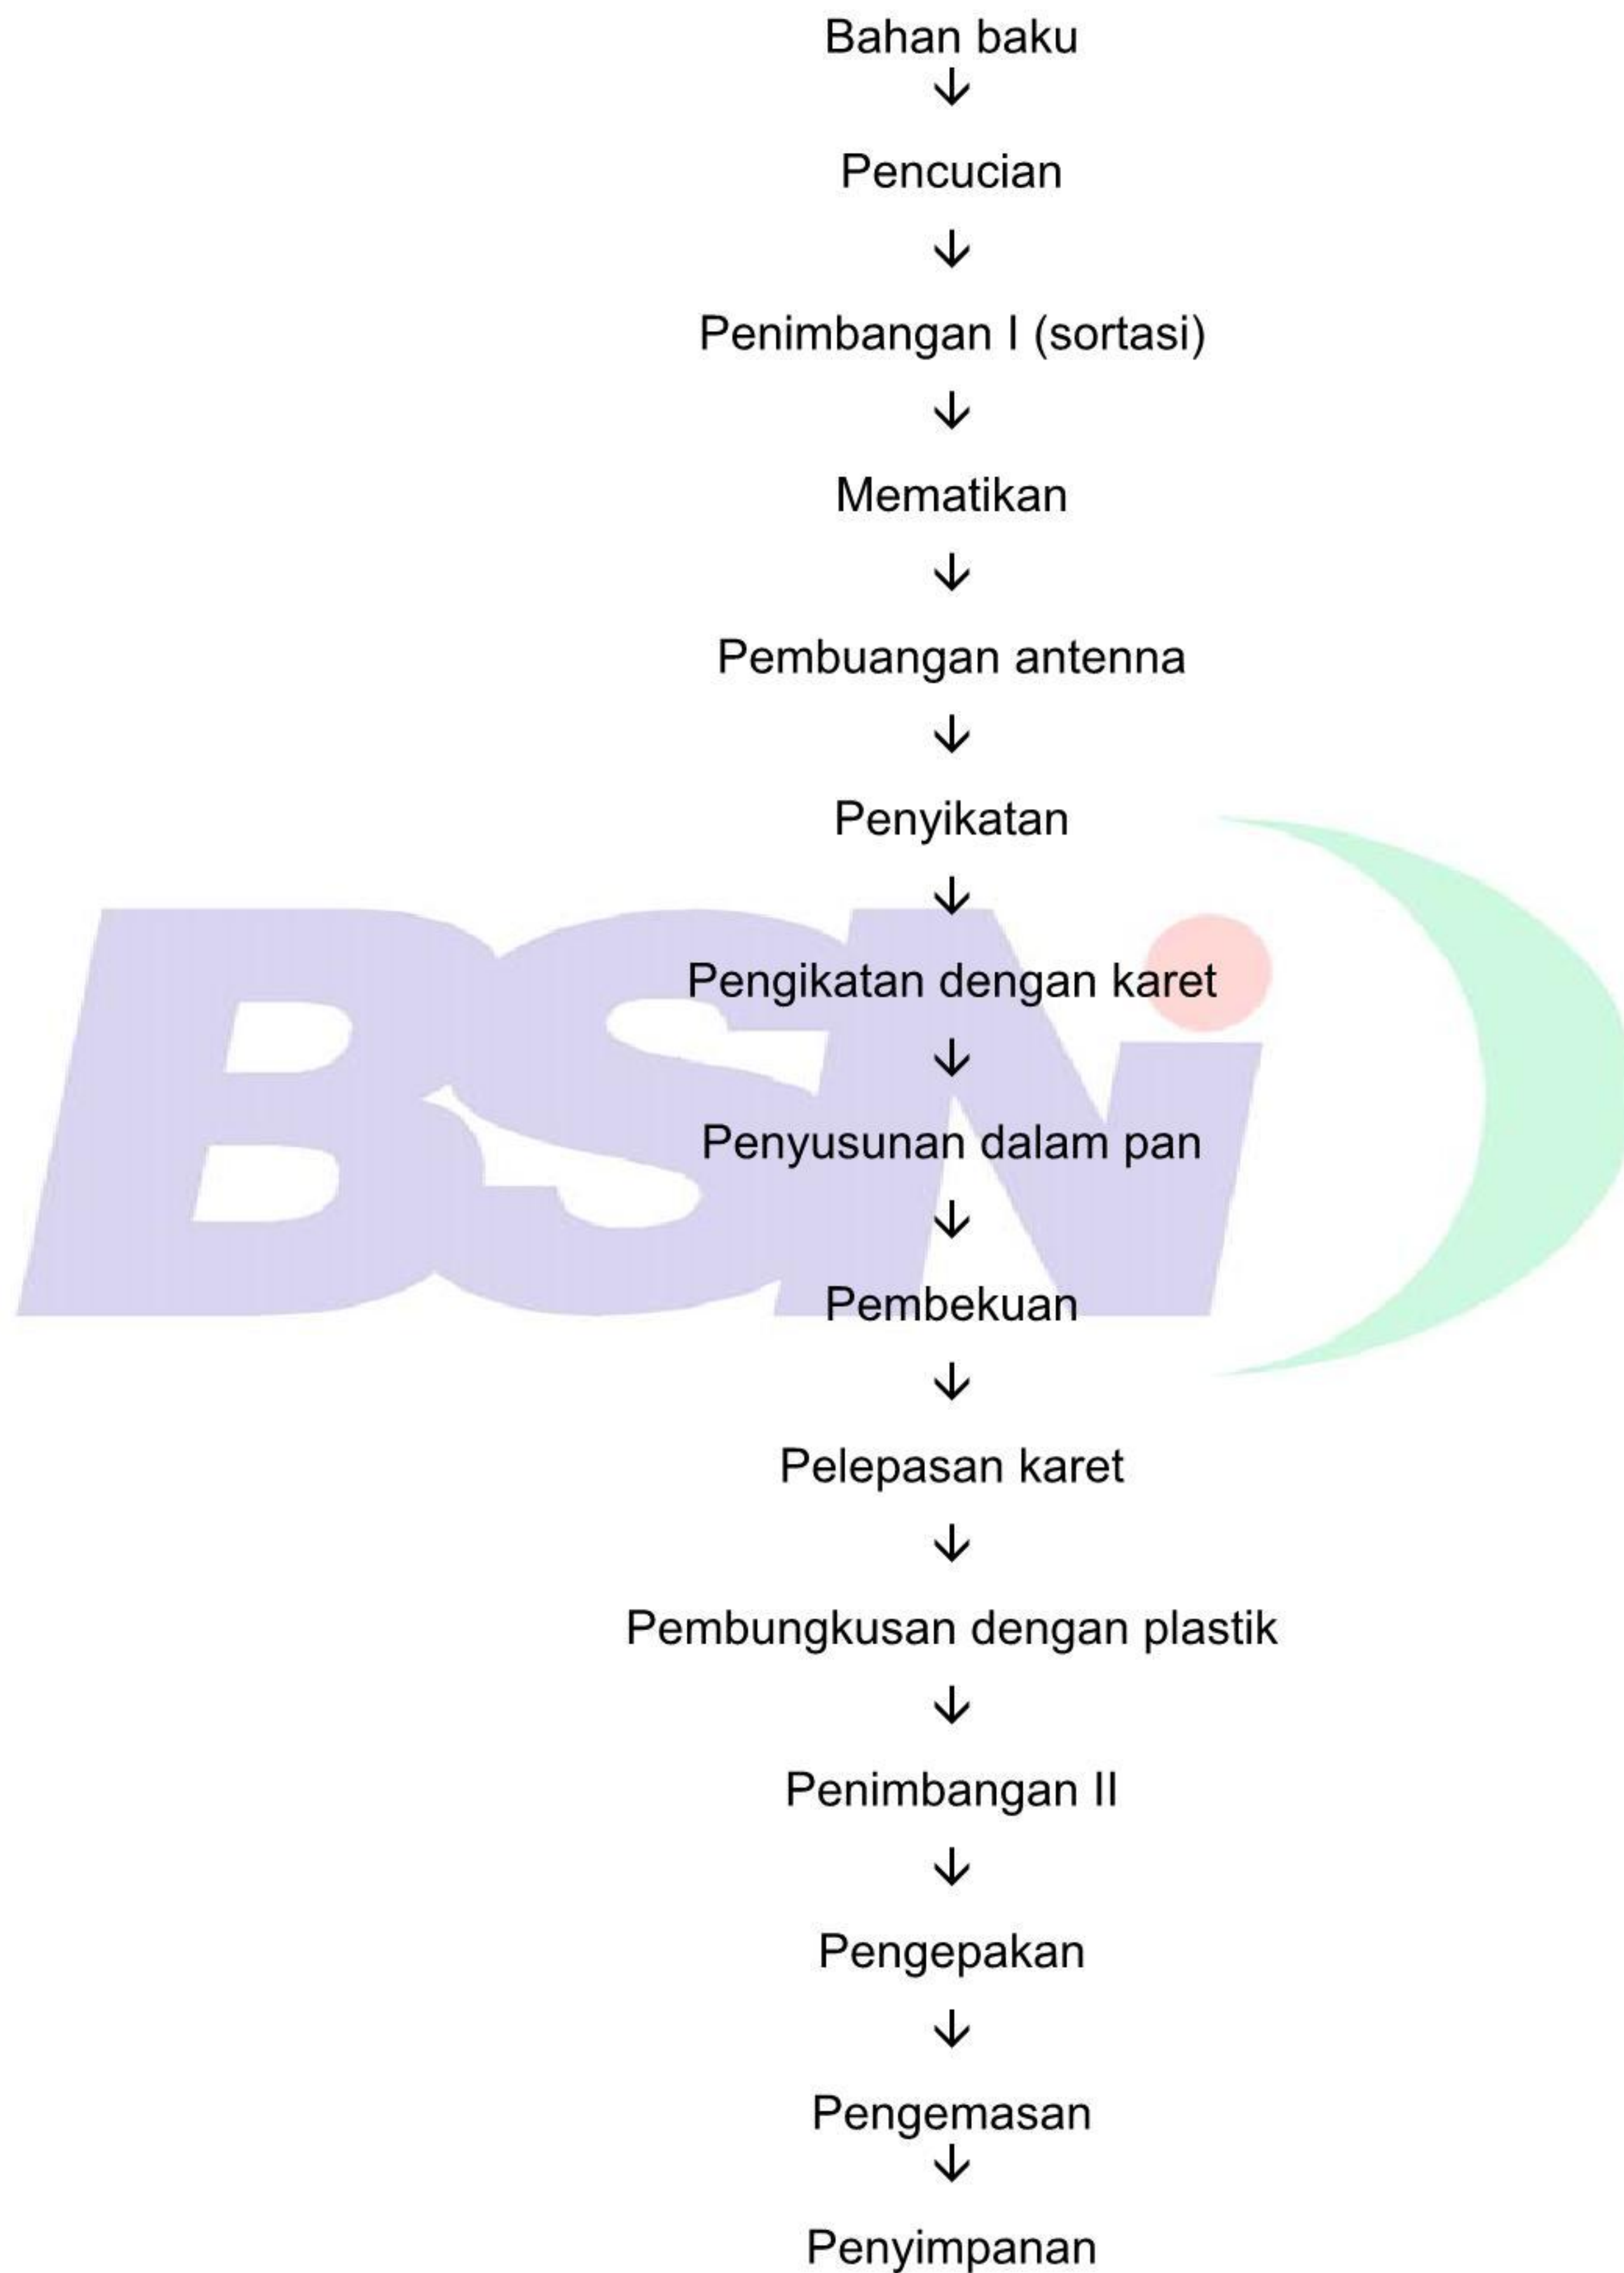 Bahan baku
↓
Pencucian
↓
Penimbangan I (sortasi)
↓
Mematikan
↓
Pembuangan antenna
↓
Penyikatan
↓
Pengikatan dengan karet
↓
Penyusunan dalam pan
↓
Pembekuan
↓
Pelepasan karet
↓
Pembungkusan dengan plastik
↓
Penimbangan II
↓
Pengepakan
↓
Pengemasan
↓
Penyimpanan
BSNi